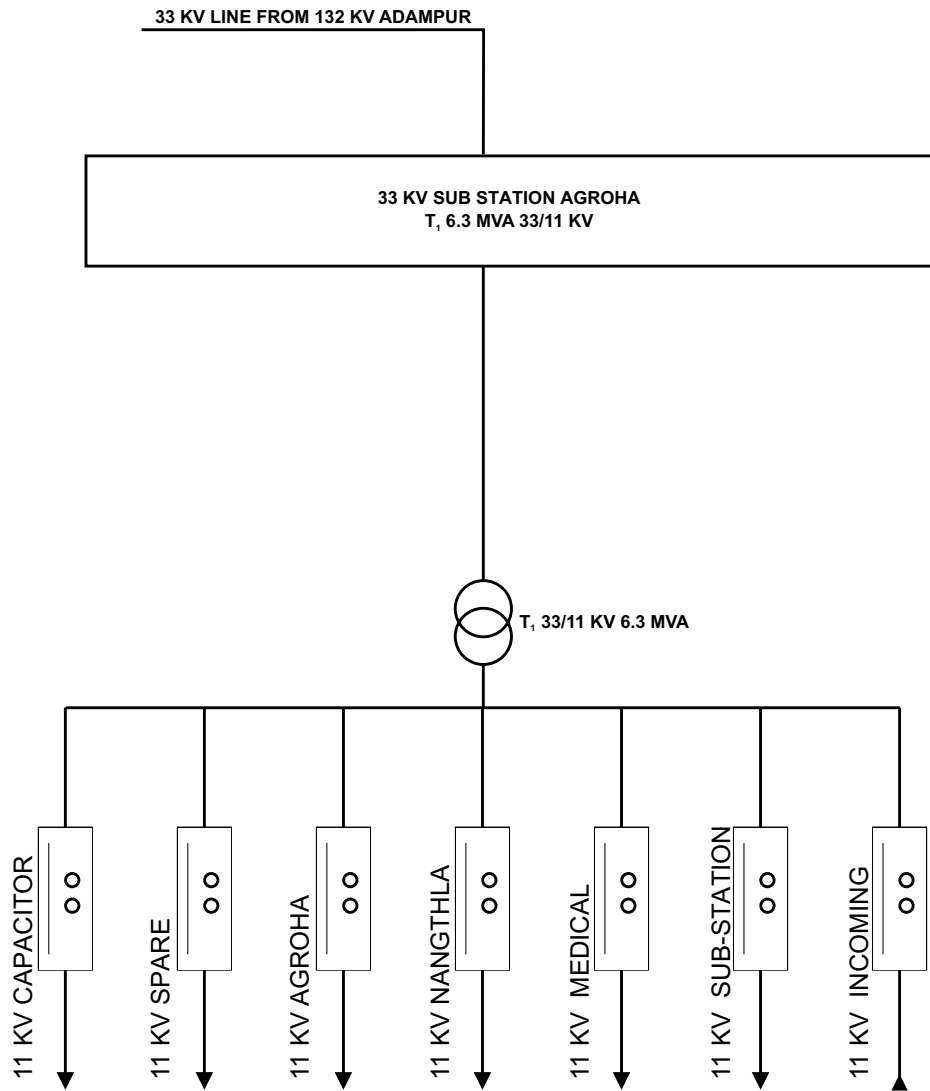 33 KV LINE FROM 132 KV ADAMPUR
33 KV SUB STATION AGROHA
T₁ 6.3 MVA 33/11 KV
T₁ 33/11 KV 6.3 MVA
11 KV CAPACITOR
11 KV SPARE
11 KV AGROHA
11 KV NANGTHLA
11 KV MEDICAL
11 KV SUB-STATION
11 KV INCOMING